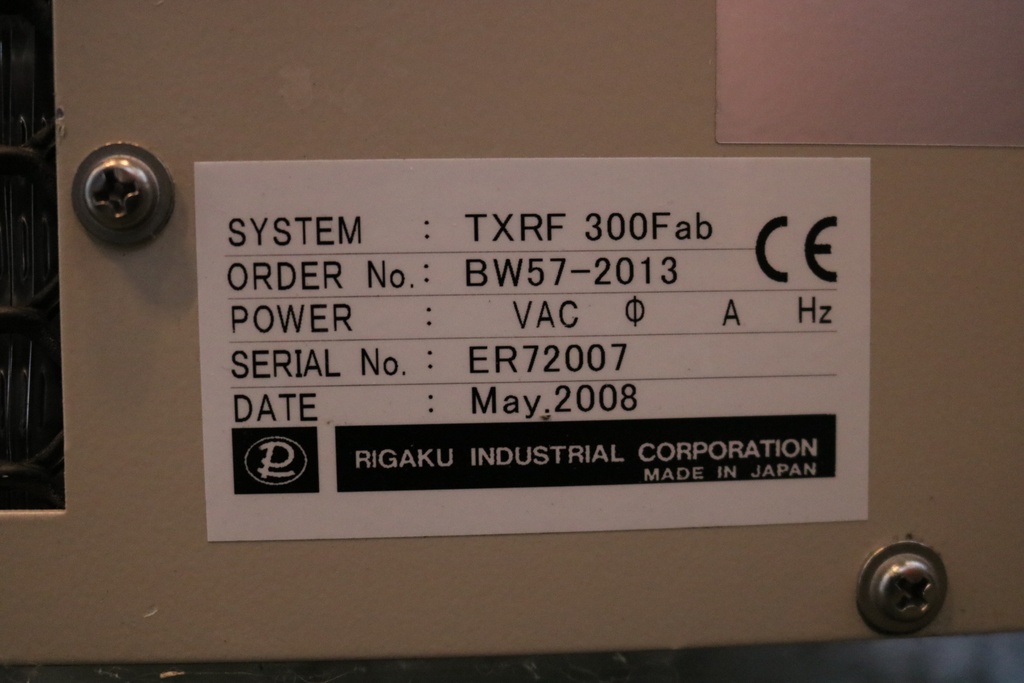 SYSTEM : TXRF 300Fab
CE
ORDER No. : BW57-2013
POWER : VAC Φ A Hz
SERIAL No. : ER72007
DATE : May.2008
R RIGAKU INDUSTRIAL CORPORATION
MADE IN JAPAN